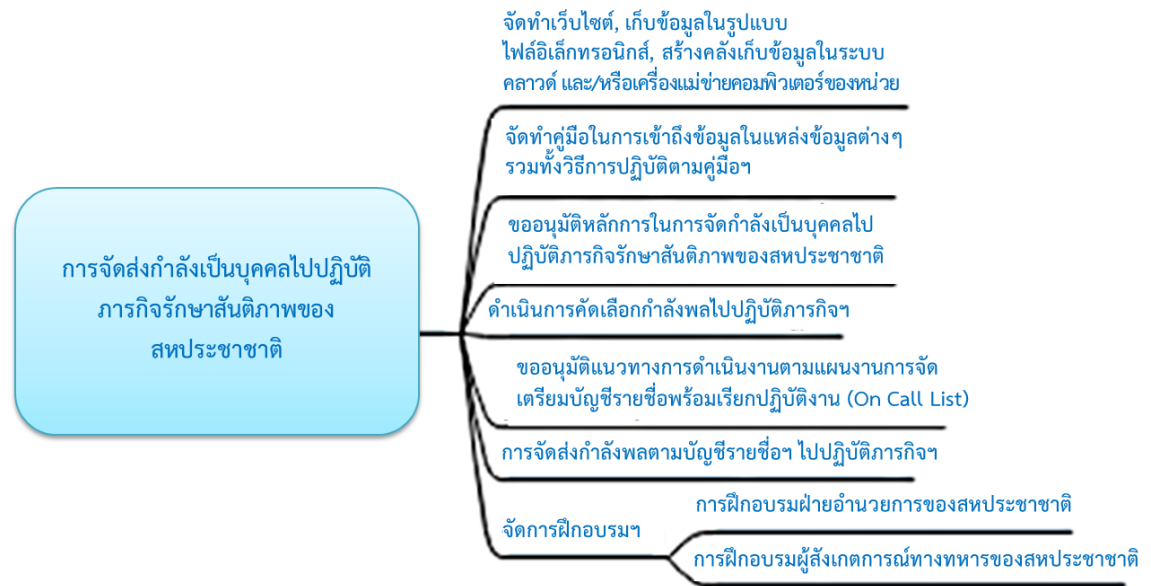 การจัดส่งกำลังเป็นบุคคลไปปฏิบัติ
ภารกิจรักษาสันติภาพของ
สหประชาชาติ
จัดทำเว็บไซต์, เก็บข้อมูลในรูปแบบ
ไฟล์อิเล็กทรอนิกส์, สร้างคลังเก็บข้อมูลในระบบ
คลาวด์ และ/หรือเครื่องแม่ข่ายคอมพิวเตอร์ของหน่วย
จัดทำคู่มือในการเข้าถึงข้อมูลในแหล่งข้อมูลต่างๆ
รวมทั้งวิธีการปฏิบัติตามคู่มือฯ
ขออนุมัติหลักการในการจัดกำลังเป็นบุคคลไป
ปฏิบัติภารกิจรักษาสันติภาพของสหประชาชาติ
ดำเนินการคัดเลือกกำลังพลไปปฏิบัติภารกิจฯ
ขออนุมัติแนวทางการดำเนินงานตามแผนงานการจัด
เตรียมบัญชีรายชื่อพร้อมเรียกปฏิบัติงาน (On Call List)
การจัดส่งกำลังพลตามบัญชีรายชื่อฯ ไปปฏิบัติภารกิจฯ
จัดการฝึกอบรมฯ
การฝึกอบรมฝ่ายอำนวยการของสหประชาชาติ
การฝึกอบรมผู้สังเกตการณ์ทางทหารของสหประชาชาติ